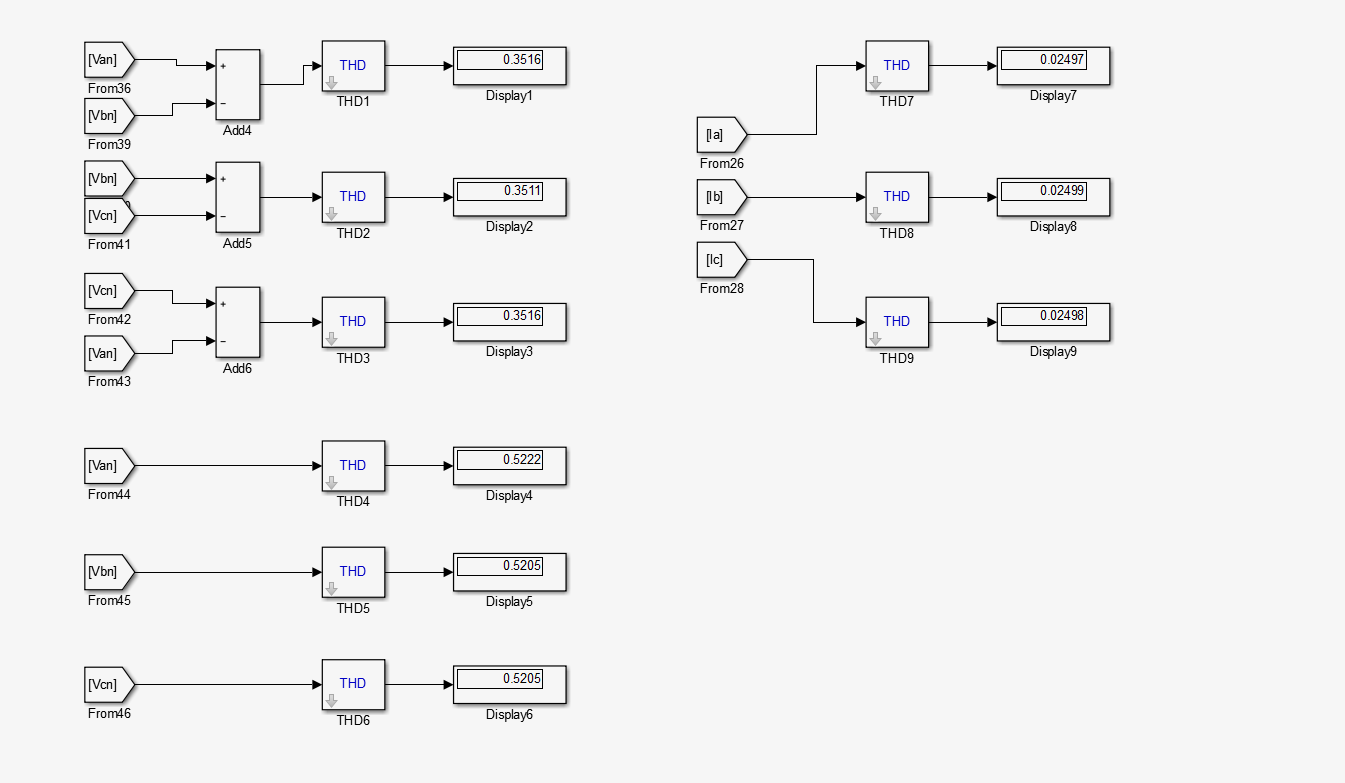 [Van]
From36
[Vbn]
From39
+
−
Add4
THD
THD1
0.3516
Display1
[Vbn]
[Vcn]
From41
+
−
Add5
THD
THD2
0.3511
Display2
[Vcn]
From42
[Van]
From43
+
−
Add6
THD
THD3
0.3516
Display3
[Van]
From44
THD
THD4
0.5222
Display4
[Vbn]
From45
THD
THD5
0.5205
Display5
[Vcn]
From46
THD
THD6
0.5205
Display6
[Ia]
From26
THD
THD7
0.02497
Display7
[Ib]
From27
THD
THD8
0.02499
Display8
[Ic]
From28
THD
THD9
0.02498
Display9